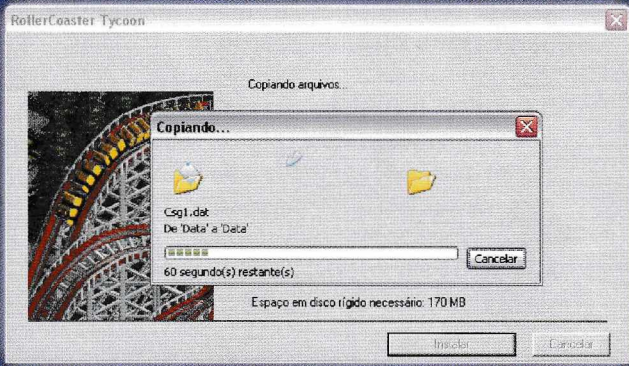 RollerCoaster Tycoon
Copiando arquivos...
Copiando...
Csg1.dat
De 'Data' a 'Data'
Cancelar
60 segundo(s) restante(s)
Espaço em disco rígido necessário: 170 MB
Instalar
Cancelar